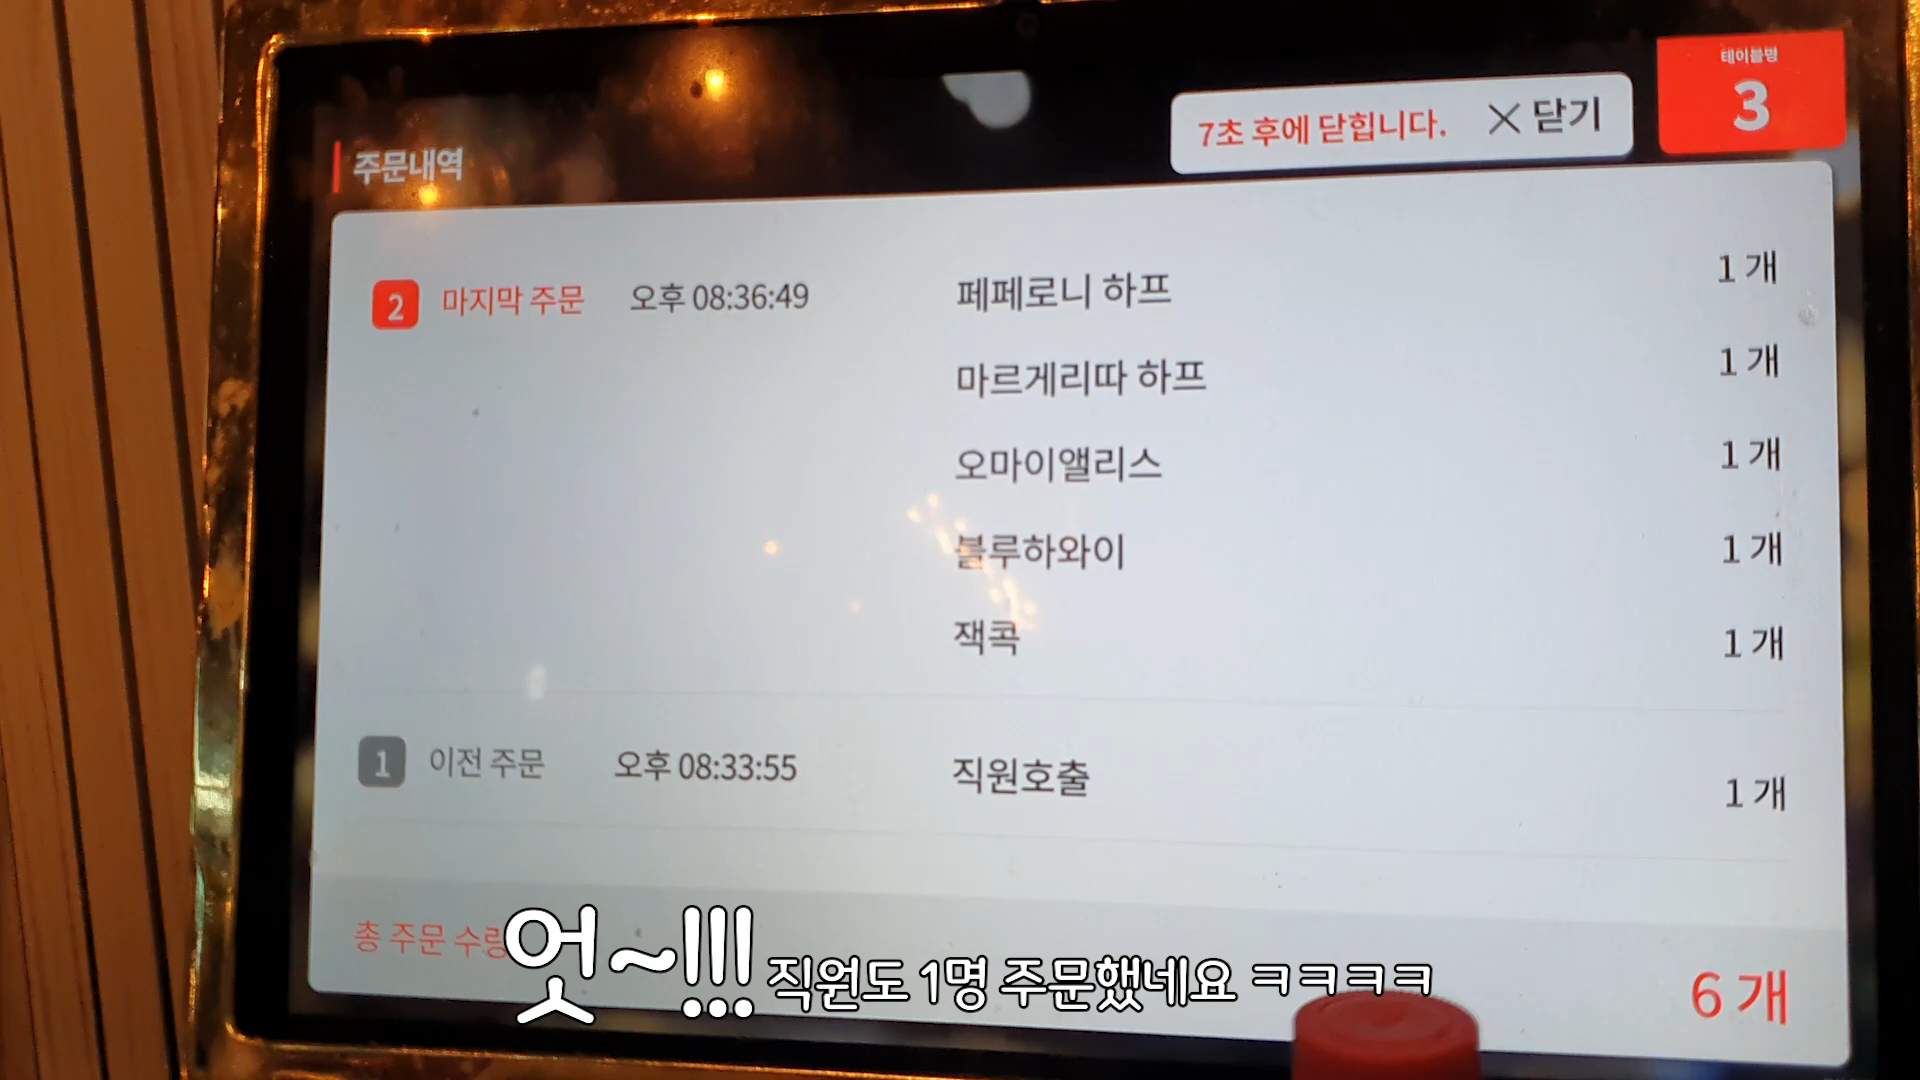 테이블명
3
7초 후에 닫힙니다. × 닫기
주문내역
2 마지막 주문 오후 08:36:49 페페로니 하프 1 개
마르게리따 하프 1 개
오마이앨리스 1 개
블루하와이 1 개
잭콕 1 개
1 이전 주문 오후 08:33:55 직원호출 1 개
총 주문 수량 6 개
엇~!!! 직원도 1명 주문했네요 ㅋㅋㅋㅋ